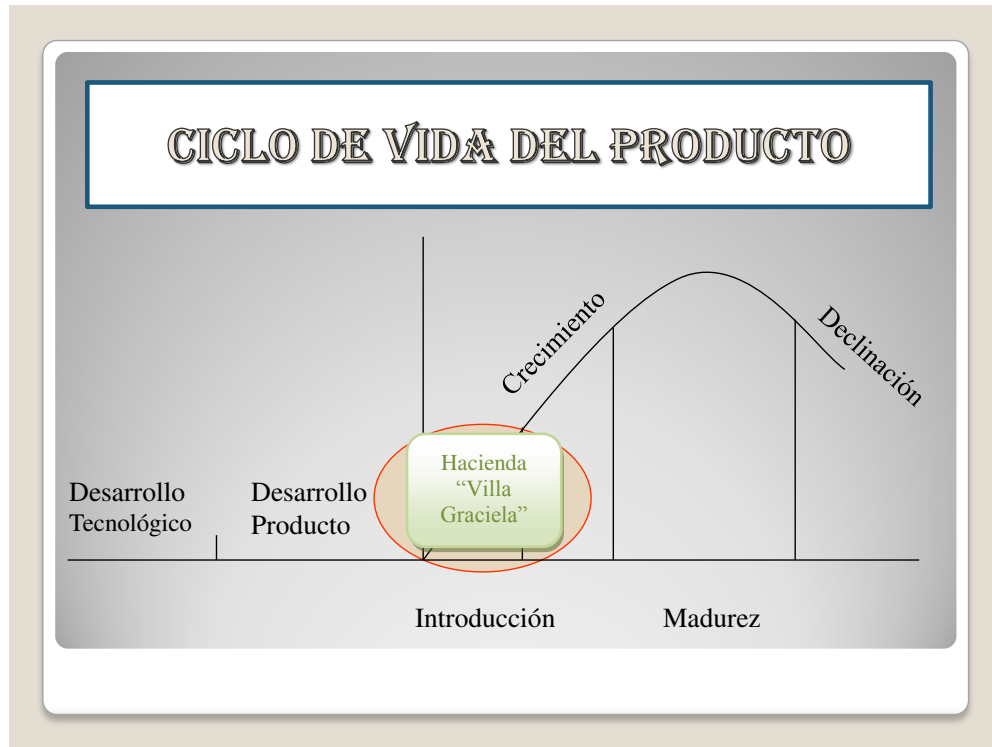 CICLO DE VIDA DEL PRODUCTO
Crecimiento
Declinación
Hacienda
“Villa
Graciela”
Desarrollo
Tecnológico
Desarrollo
Producto
Introducción
Madurez